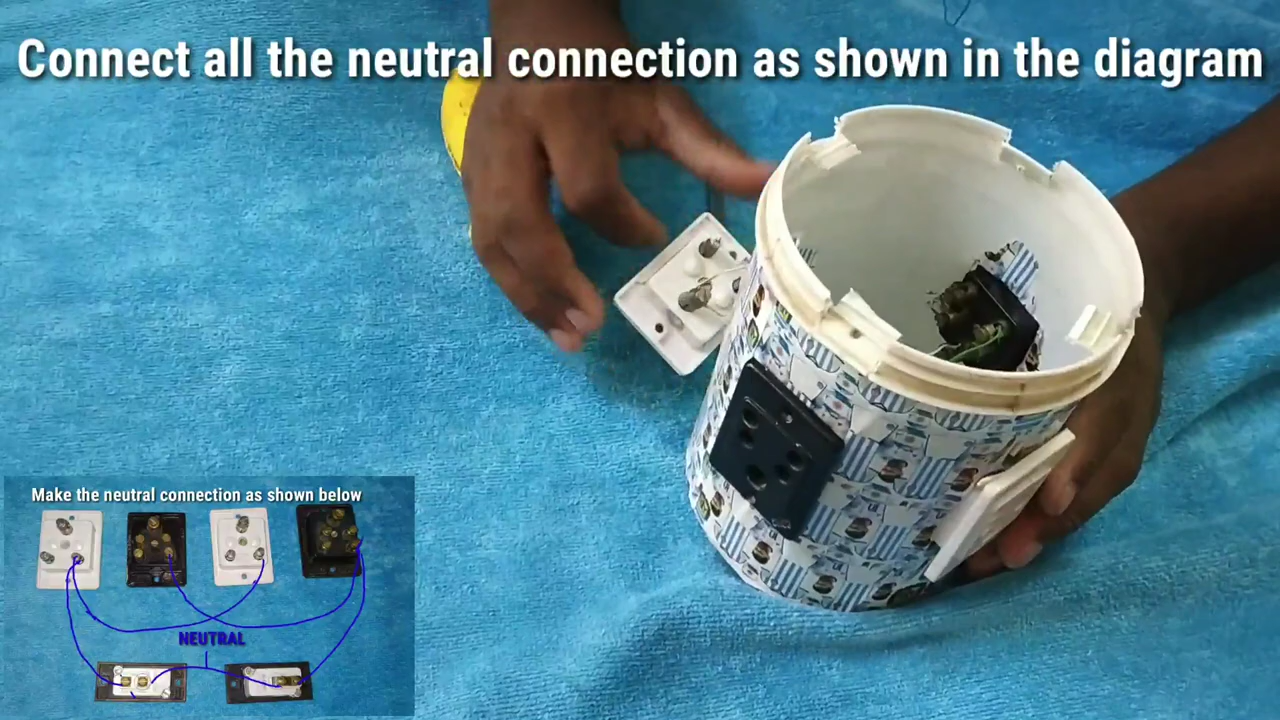 Connect all the neutral connection as shown in the diagram
Make the neutral connection as shown below
NEUTRAL